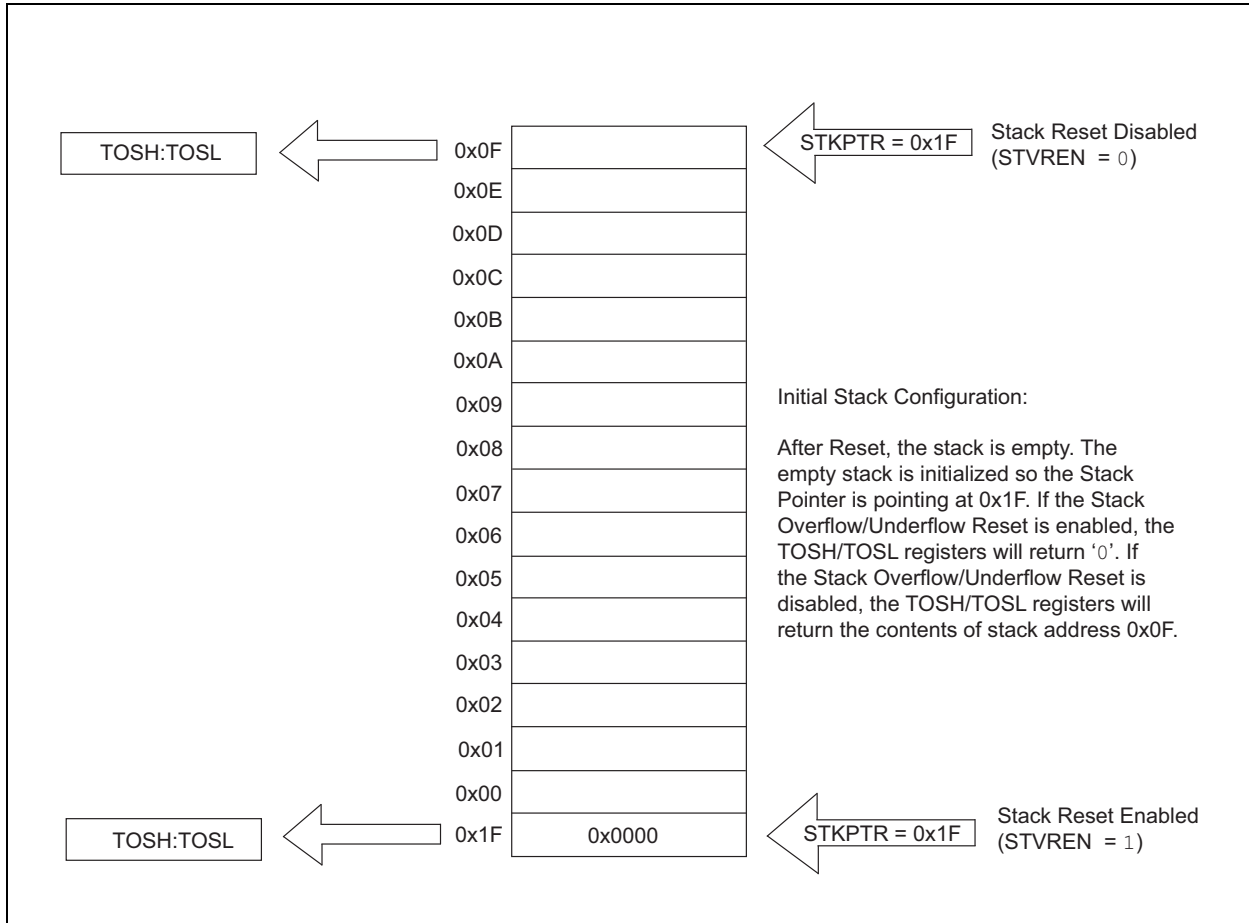 TOSH:TOSL
0x0F
STKPTR = 0x1F
Stack Reset Disabled
(STVREN = 0)
0x0E
0x0D
0x0C
0x0B
0x0A
0x09
0x08
0x07
0x06
0x05
0x04
0x03
0x02
0x01
0x00
Initial Stack Configuration:
After Reset, the stack is empty. The
empty stack is initialized so the Stack
Pointer is pointing at 0x1F. If the Stack
Overflow/Underflow Reset is enabled, the
TOSH/TOSL registers will return ‘0’. If
the Stack Overflow/Underflow Reset is
disabled, the TOSH/TOSL registers will
return the contents of stack address 0x0F.
TOSH:TOSL
0x1F
0x0000
STKPTR = 0x1F
Stack Reset Enabled
(STVREN = 1)